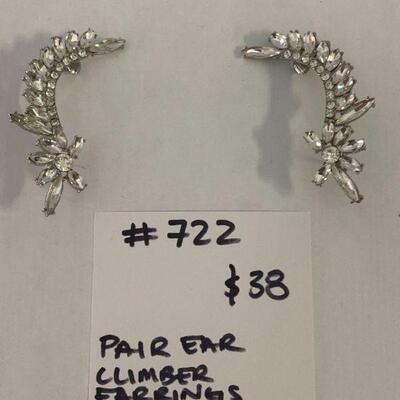 #722
$38
PAIR EAR
CLIMBER
EARRINGS